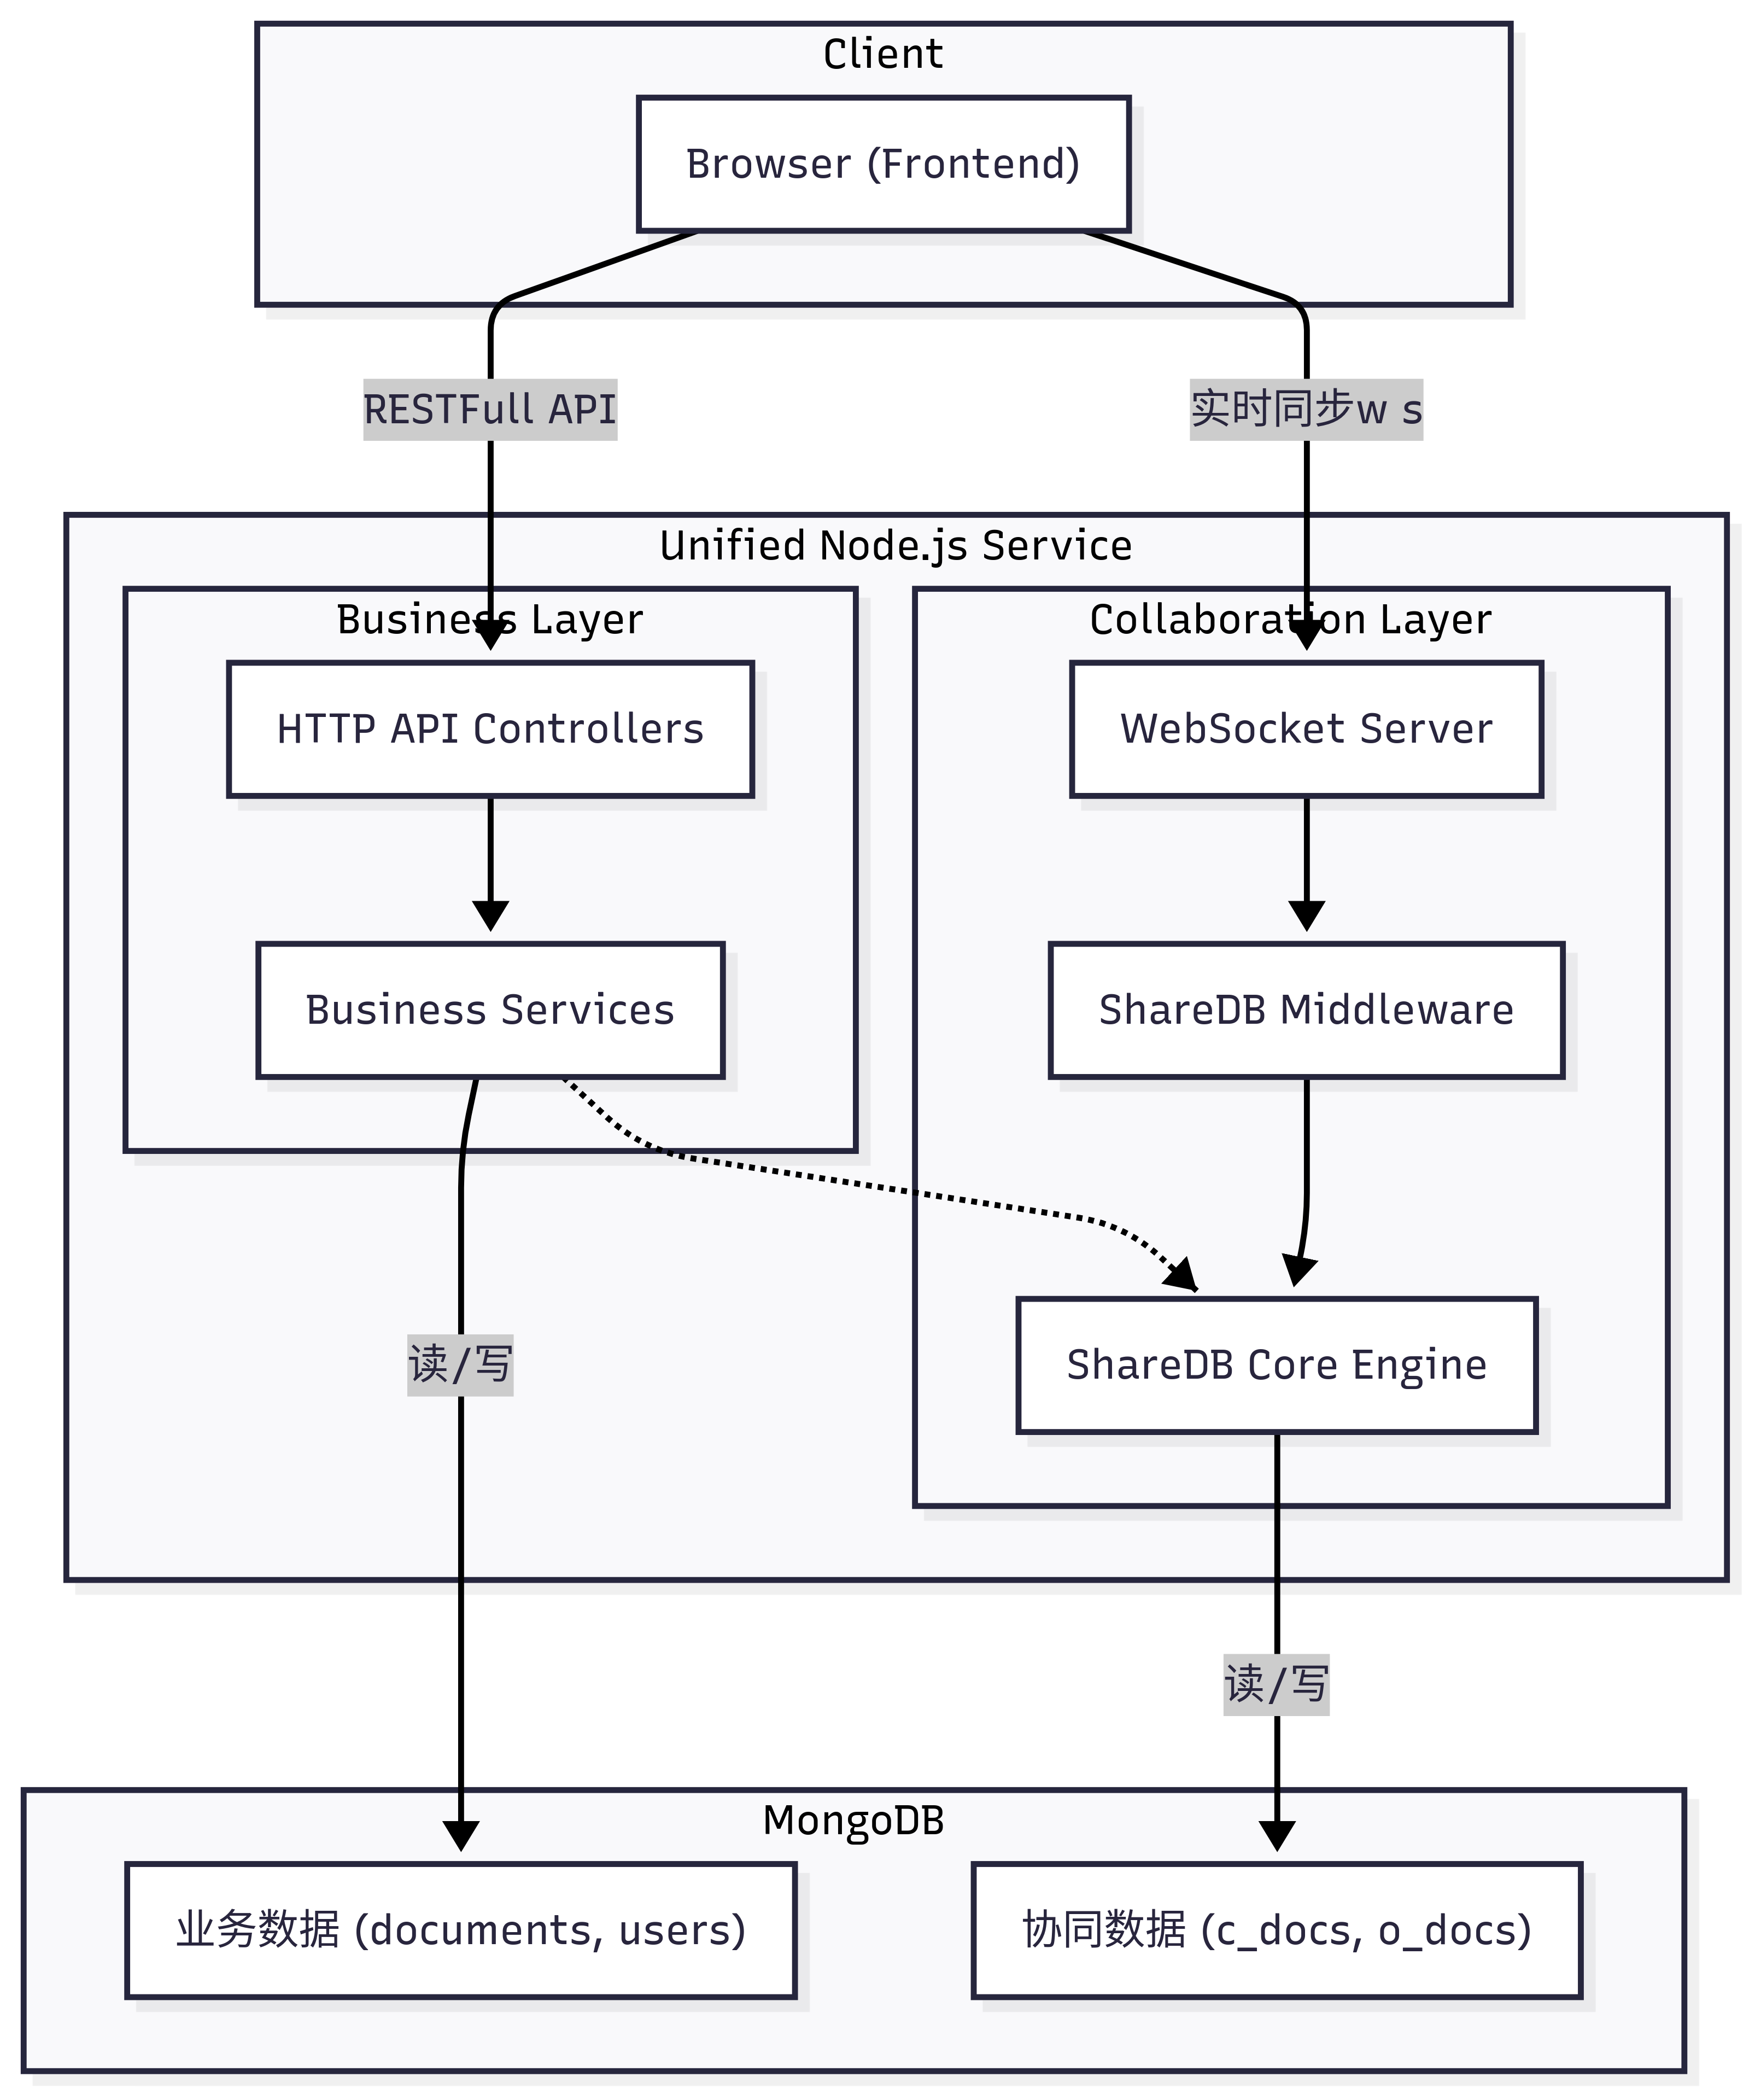 Client
Browser (Frontend)
RESTFull API
实时同步w s
Unified Node.js Service
Business Layer
Collaboration Layer
HTTP API Controllers
WebSocket Server
Business Services
ShareDB Middleware
读/写
ShareDB Core Engine
读/写
MongoDB
业务数据 (documents, users)
协同数据 (c_docs, o_docs)